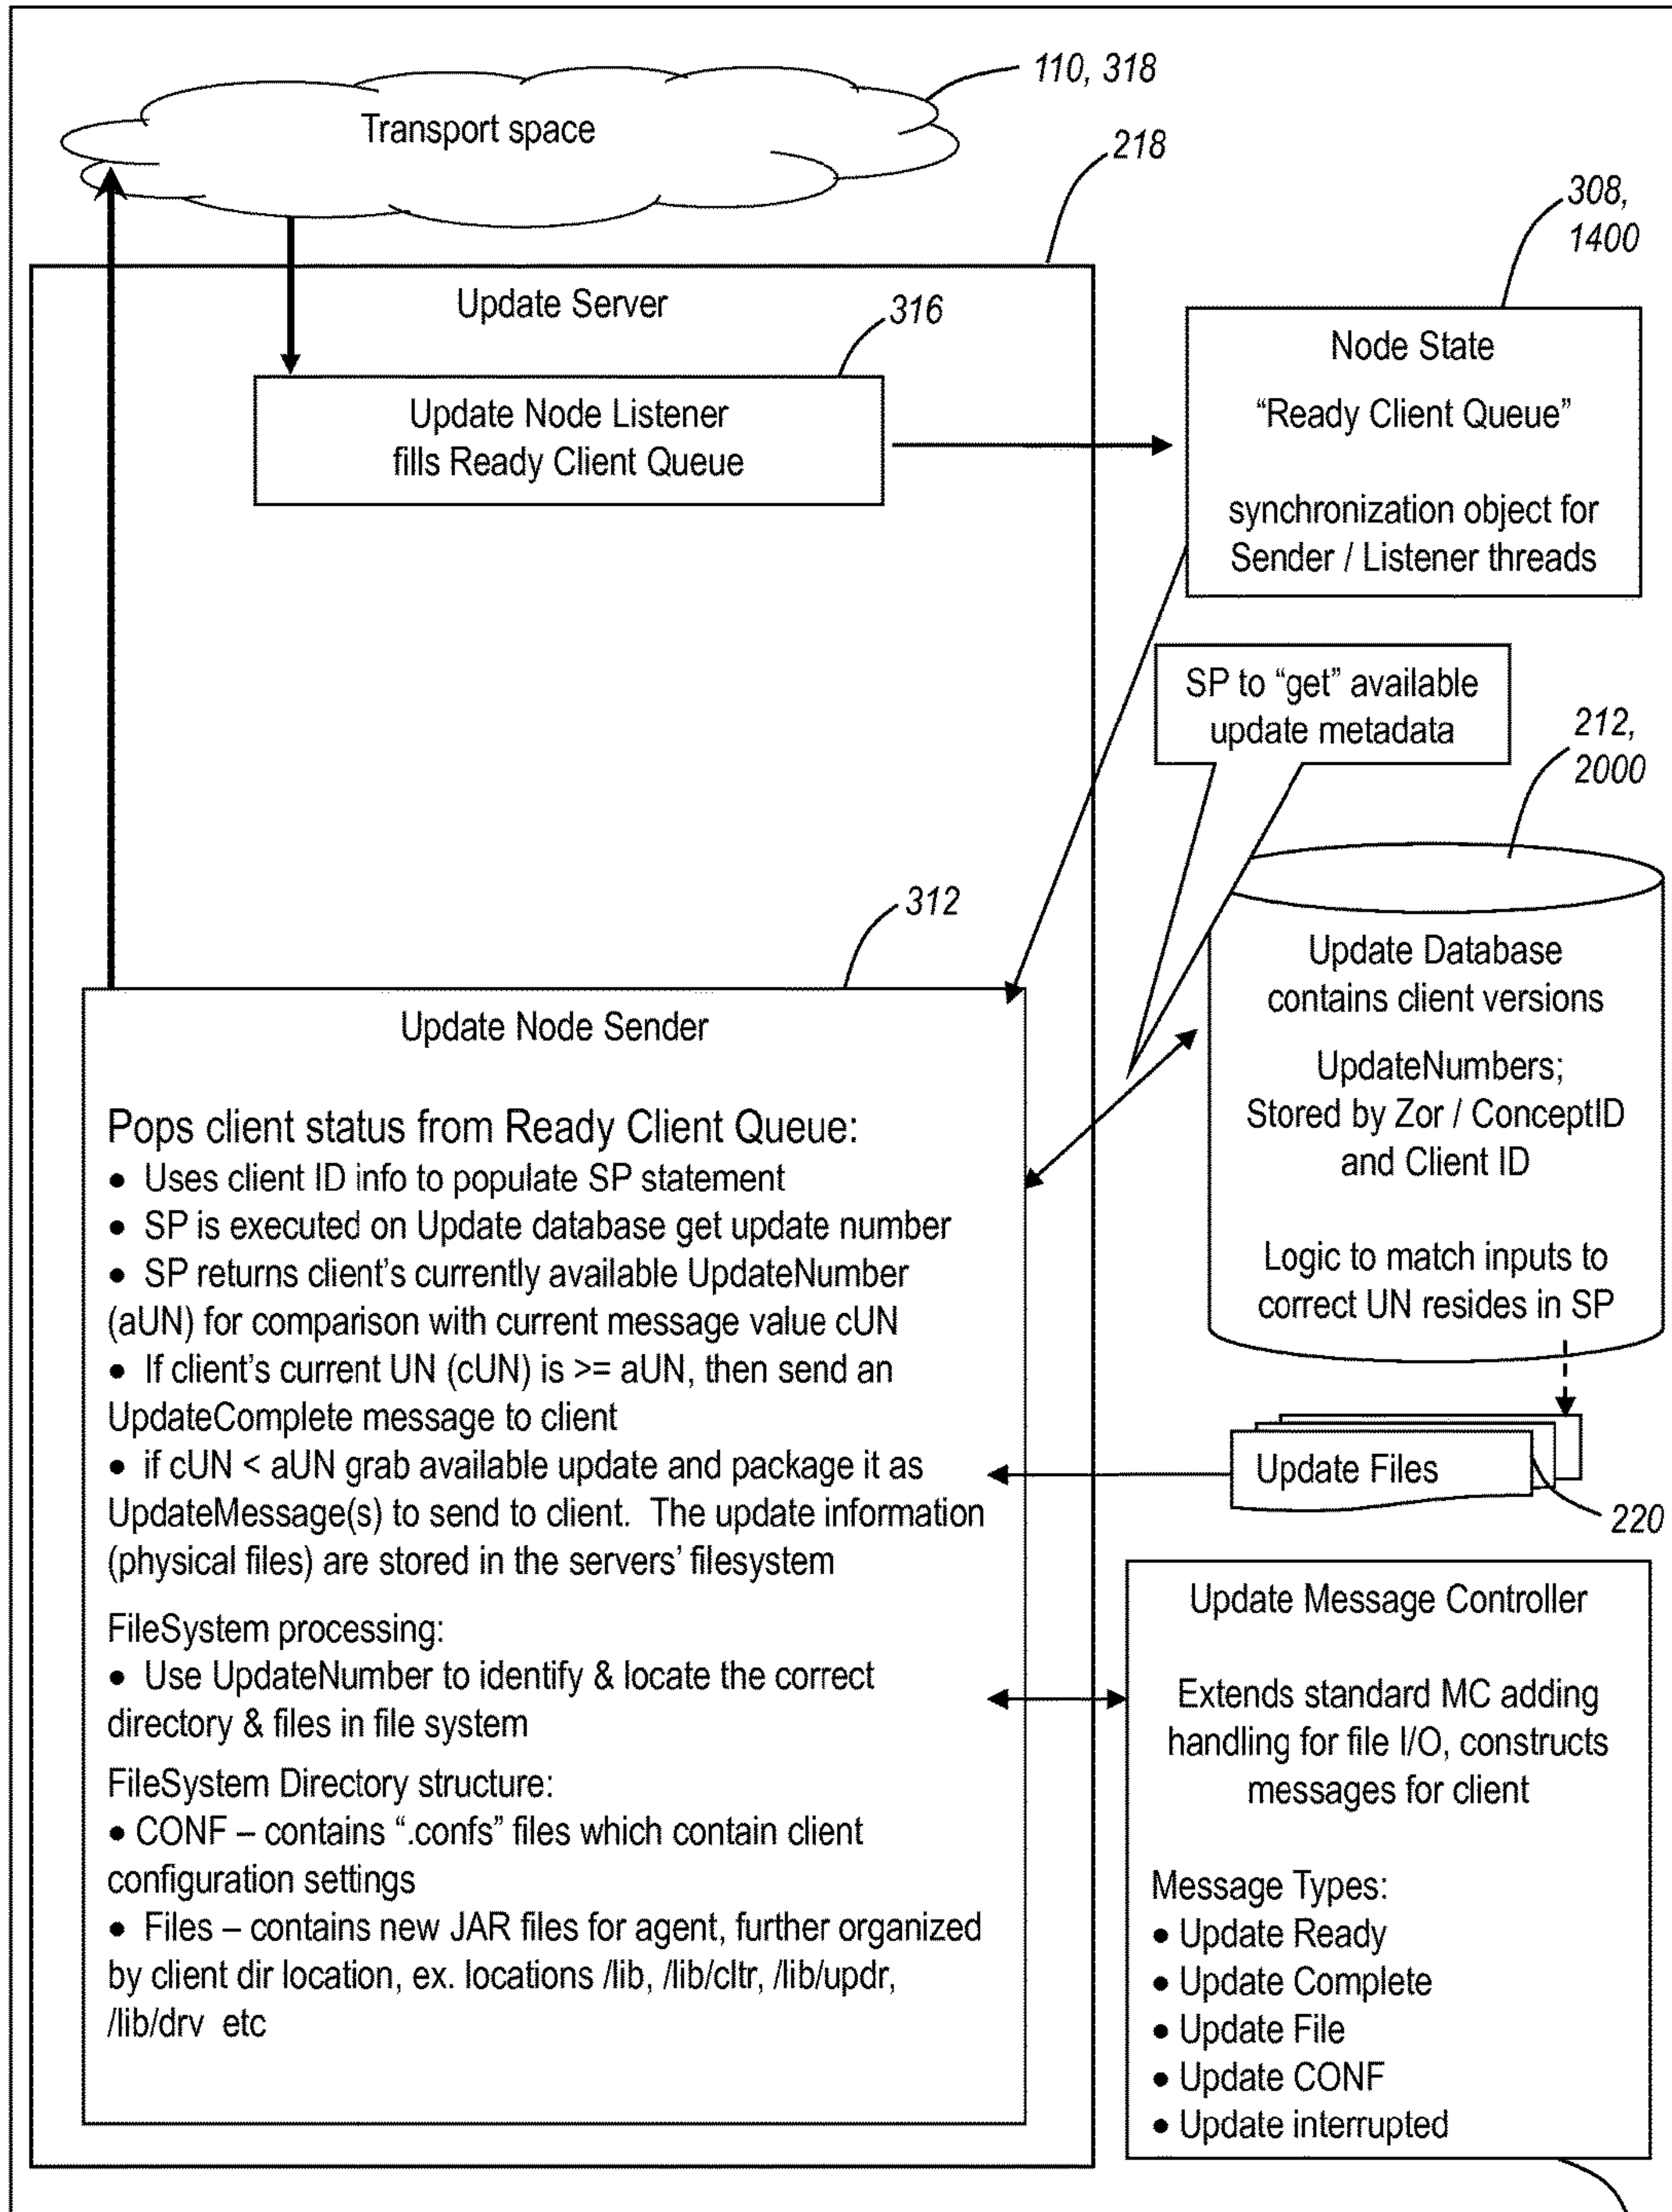 110, 318
Transport space
218
308,
1400
Update Server
316
Node State
Update Node Listener
fills Ready Client Queue
"Ready Client Queue"
synchronization object for
Sender / Listener threads
SP to "get" available
update metadata
212,
2000
312
Update Database
contains client versions
UpdateNumbers;
Stored by Zor / ConceptID
and Client ID
Logic to match inputs to
correct UN resides in SP
Update Node Sender
Pops client status from Ready Client Queue:
• Uses client ID info to populate SP statement
• SP is executed on Update database get update number
• SP returns client's currently available UpdateNumber
(aUN) for comparison with current message value cUN
• If client's current UN (cUN) is >= aUN, then send an
UpdateComplete message to client
• if cUN < aUN grab available update and package it as
UpdateMessage(s) to send to client. The update information
(physical files) are stored in the servers' filesystem
FileSystem processing:
• Use UpdateNumber to identify & locate the correct
directory & files in file system
FileSystem Directory structure:
• CONF – contains ".confs" files which contain client
configuration settings
• Files – contains new JAR files for agent, further organized
by client dir location, ex. locations /lib, /lib/cltr, /lib/updr,
/lib/drv etc
Update Files
220
Update Message Controller
Extends standard MC adding
handling for file I/O, constructs
messages for client
Message Types:
• Update Ready
• Update Complete
• Update File
• Update CONF
• Update interrupted